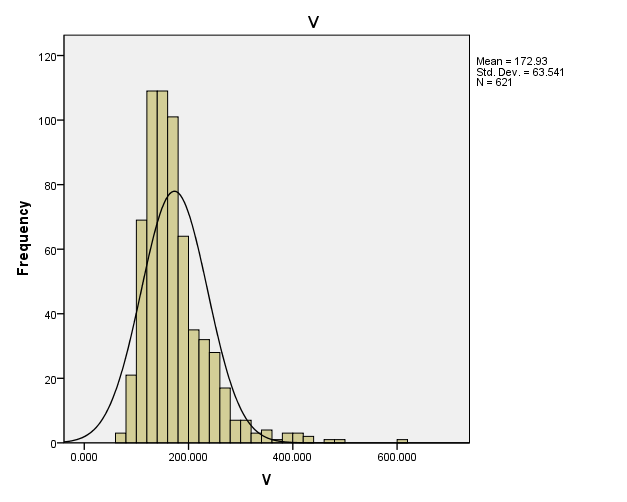 V
Mean = 172.93
Std. Dev. = 63.541
N = 621
Frequency
120
100
80
60
40
20
0
0.000 200.000 400.000 600.000
V